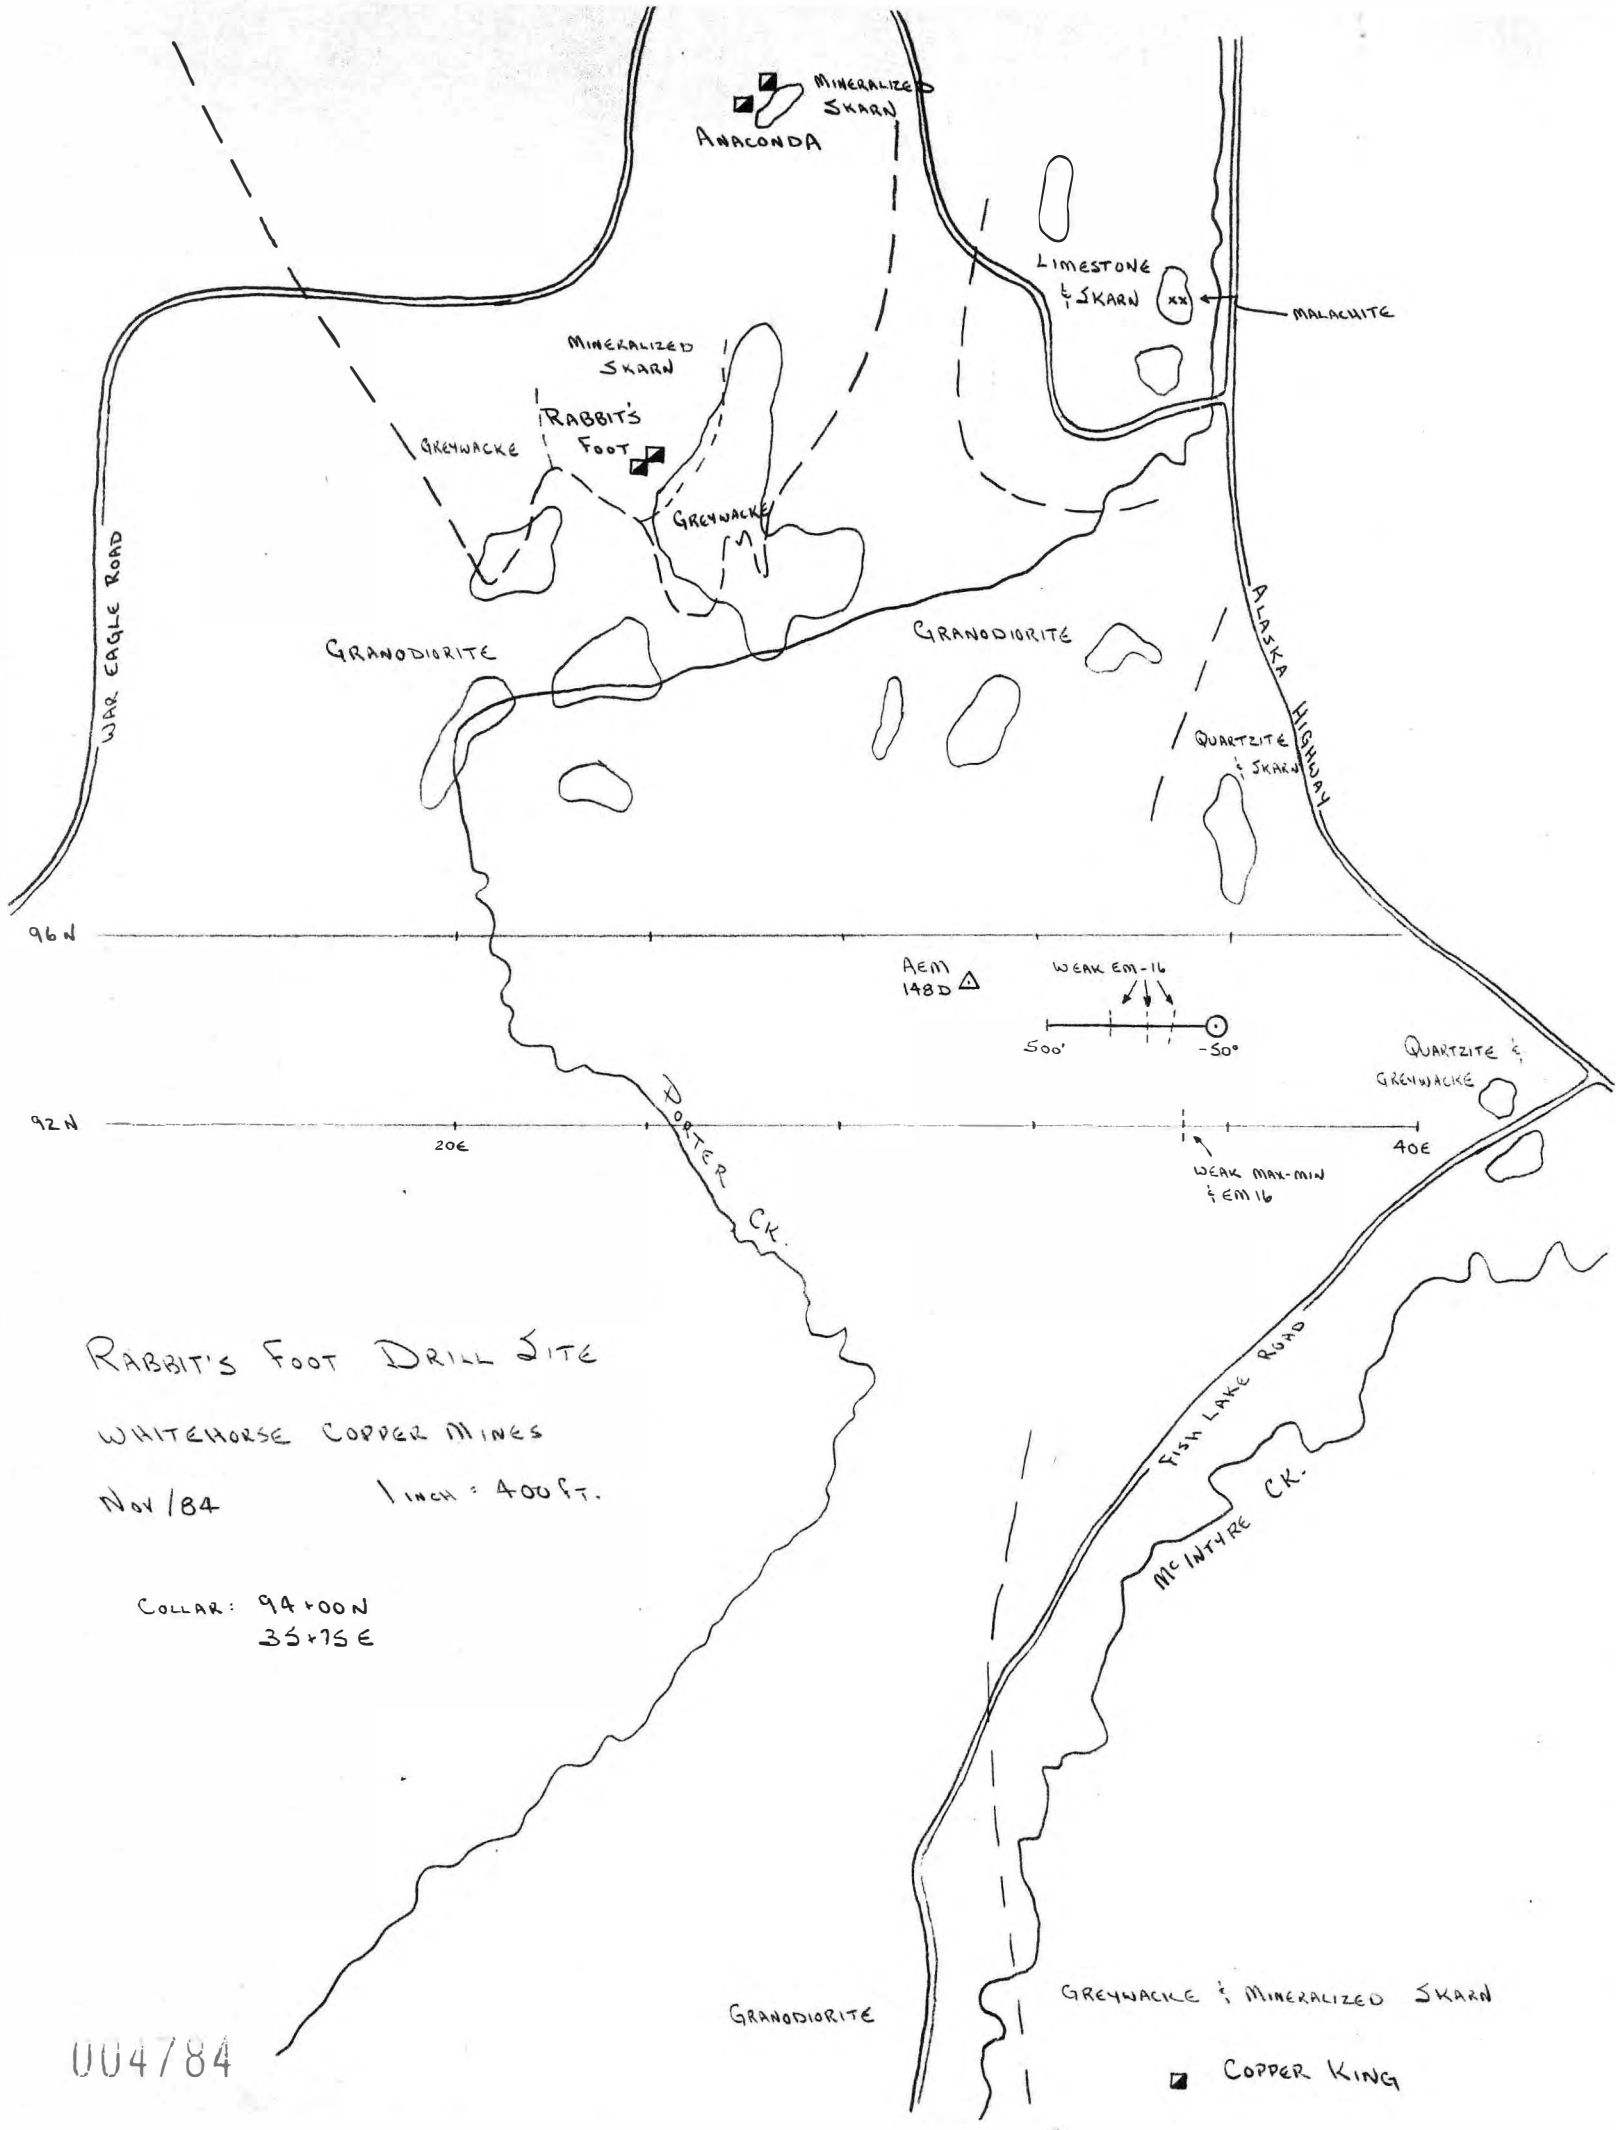 MINERALIZED
SKARN
ANACONDA
LIMESTONE
& SKARN
xx
MALACHITE
MINERALIZED
SKARN
RABBIT'S
FOOT
GREYWACKE
GREYWACKE
WAR EAGLE ROAD
ALASKA HIGHWAY
GRANODIORITE
GRANODIORITE
QUARTZITE
& SKARN
96N
AEM
148D
WEAK EM-16
500'
-50°
QUARTZITE &
GREYWACKE
92N
20E
40E
PORTER CK.
WEAK MAX-MIN
& EM16
RABBIT'S FOOT DRILL SITE
WHITEHORSE COPPER MINES
NOV/84 1 INCH = 400 FT.
COLLAR: 94+00N
35+75E
FISH LAKE ROAD
McINTYRE CK.
GREYWACKE & MINERALIZED SKARN
GRANODIORITE
COPPER KING
004784